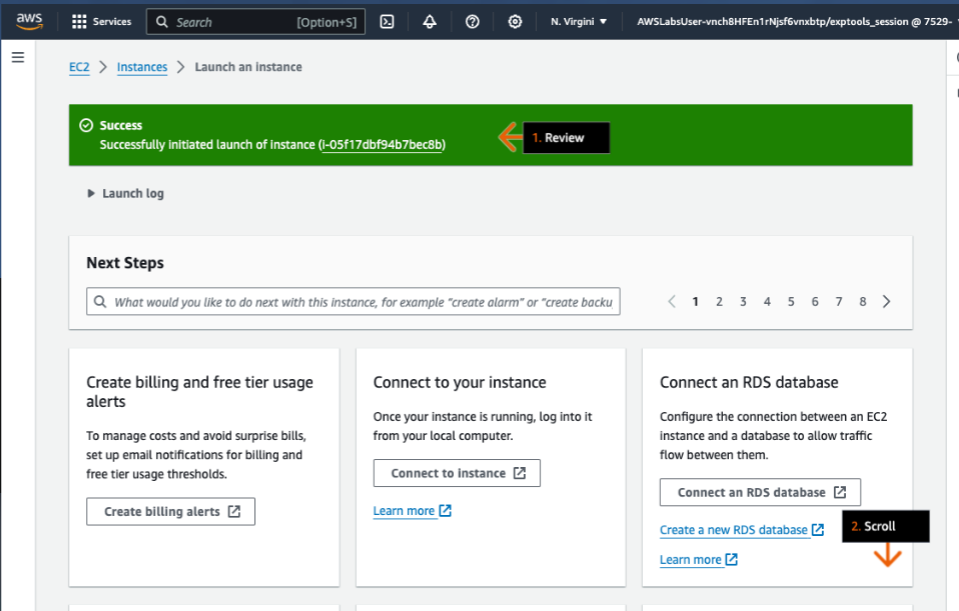 aws
Services
Search
[Option+S]
N. Virgini
AWSLabsUser-vnch8HFEn1rNjsf6vnxbtp/exptools_session @ 7529-
EC2 > Instances > Launch an instance
Success
Successfully initiated launch of instance (i-05f17dbf94b7bec8b)
1. Review
Launch log
Next Steps
What would you like to do next with this instance, for example "create alarm" or "create backu
< 1 2 3 4 5 6 7 8 >
Create billing and free tier usage
alerts
To manage costs and avoid surprise bills,
set up email notifications for billing and
free tier usage thresholds.
Create billing alerts
Connect to your instance
Once your instance is running, log into it
from your local computer.
Connect to instance
Learn more
Connect an RDS database
Configure the connection between an EC2
instance and a database to allow traffic
flow between them.
Connect an RDS database
Create a new RDS database
Learn more
2. Scroll